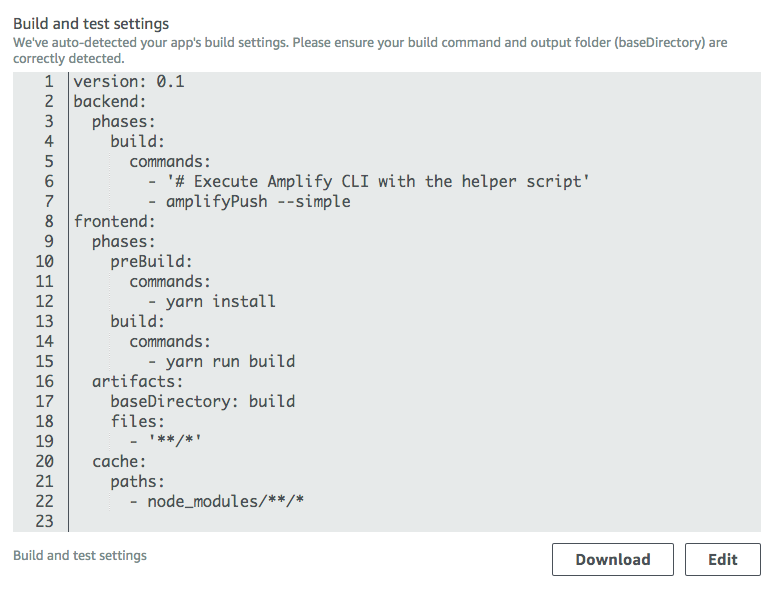 Build and test settings
We've auto-detected your app's build settings. Please ensure your build command and output folder (baseDirectory) are
correctly detected.
1 version: 0.1
2 backend:
3   phases:
4     build:
5       commands:
6         - '# Execute Amplify CLI with the helper script'
7         - amplifyPush --simple
8 frontend:
9   phases:
10     preBuild:
11       commands:
12         - yarn install
13     build:
14       commands:
15         - yarn run build
16   artifacts:
17     baseDirectory: build
18     files:
19       - '**/*'
20   cache:
21     paths:
22       - node_modules/**/*
23
Build and test settings
Download
Edit